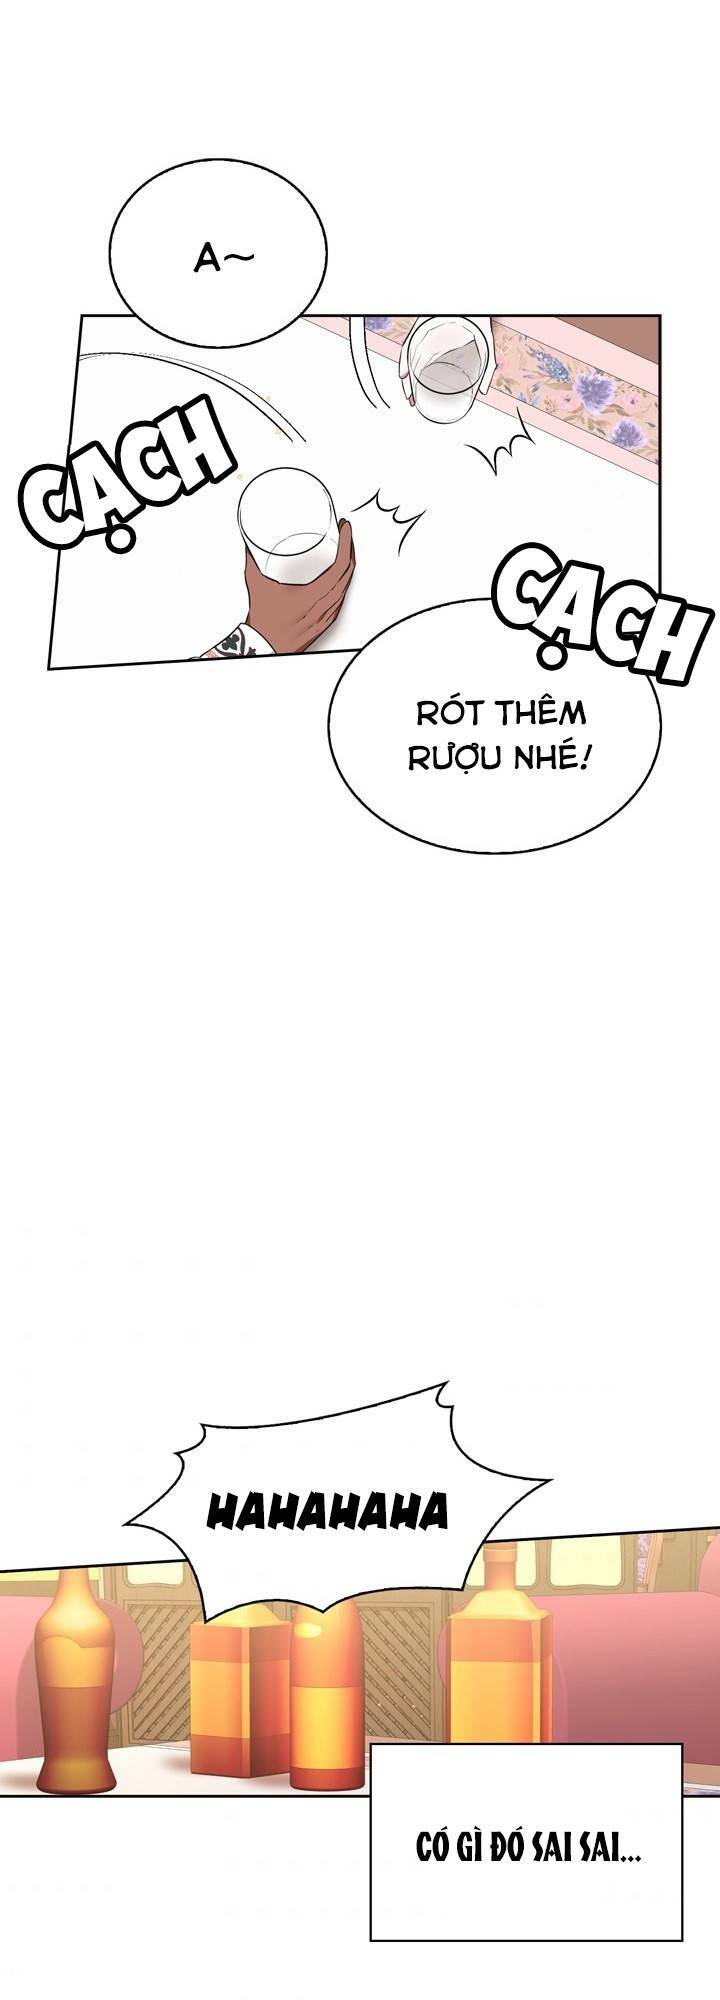 A~
CẠCH
CẠCH
RÓT THÊM
RƯỢU NHÉ!
HAHAHAHA
CÓ GÌ ĐÓ SAI SAI...